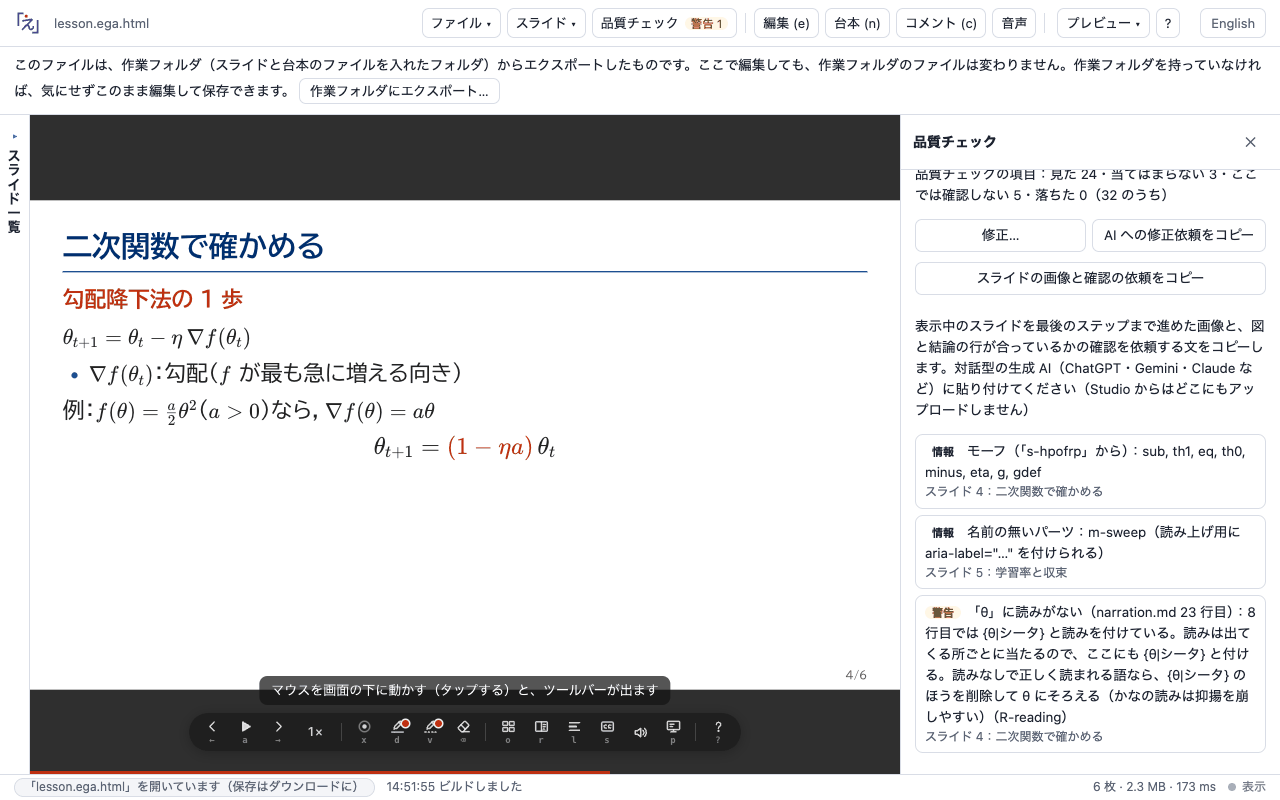 「え」 lesson.ega.html ファイル ▾ スライド ▾ 品質チェック 警告 1 編集 (e) 台本 (n) コメント (c) 音声 プレビュー ▾ ? English
このファイルは、作業フォルダ（スライドと台本のファイルを入れたフォルダ）からエクスポートしたものです。ここで編集しても、作業フォルダのファイルは変わりません。作業フォルダを持っていなけれ
ば、気にせずこのまま編集して保存できます。 作業フォルダにエクスポート...
▸ スライド一覧
二次関数で確かめる
勾配降下法の 1 歩
θ_{t+1} = θ_t − η ∇f(θ_t)
• ∇f(θ_t)：勾配（f が最も急に増える向き）
例：f(θ) = a/2 θ²（a > 0）なら，∇f(θ) = aθ
θ_{t+1} = (1 − ηa) θ_t
4/6
マウスを画面の下に動かす（タップする）と、ツールバーが出ます
1×
← a → x d v ⌫ o r l s p ?
CC
?
品質チェック ×
品質チェックの項目：見た 24・当てはまらない 3・ここ
では確認しない 5・落ちた 0（32 のうち）
修正... AI への修正依頼をコピー
スライドの画像と確認の依頼をコピー
表示中のスライドを最後のステップまで進めた画像と、図
と結論の行が合っているかの確認を依頼する文をコピーし
ます。対話型の生成 AI（ChatGPT・Gemini・Claude な
ど）に貼り付けてください（Studio からはどこにもアッ
プロードしません）
情報 モーフ（「s-hpofrp」から）：sub, th1, eq, th0,
minus, eta, g, gdef
スライド 4：二次関数で確かめる
情報 名前の無いパーツ：m-sweep（読み上げ用に
aria-label="..." を付けられる）
スライド 5：学習率と収束
警告 「θ」に読みがない（narration.md 23 行目）：8
行目では {θ|シータ} と読みを付けている。読みは出て
くる所ごとに当たるので、ここにも {θ|シータ} と付け
る。読みなしで正しく読まれる語なら、{θ|シータ} の
ほうを削除して θ にそろえる（かなの読みは抑揚を崩
しやすい）（R-reading）
スライド 4：二次関数で確かめる
「lesson.ega.html」を開いています（保存はダウンロードに） 14:51:55 ビルドしました 6 枚・2.3 MB・173 ms 表示